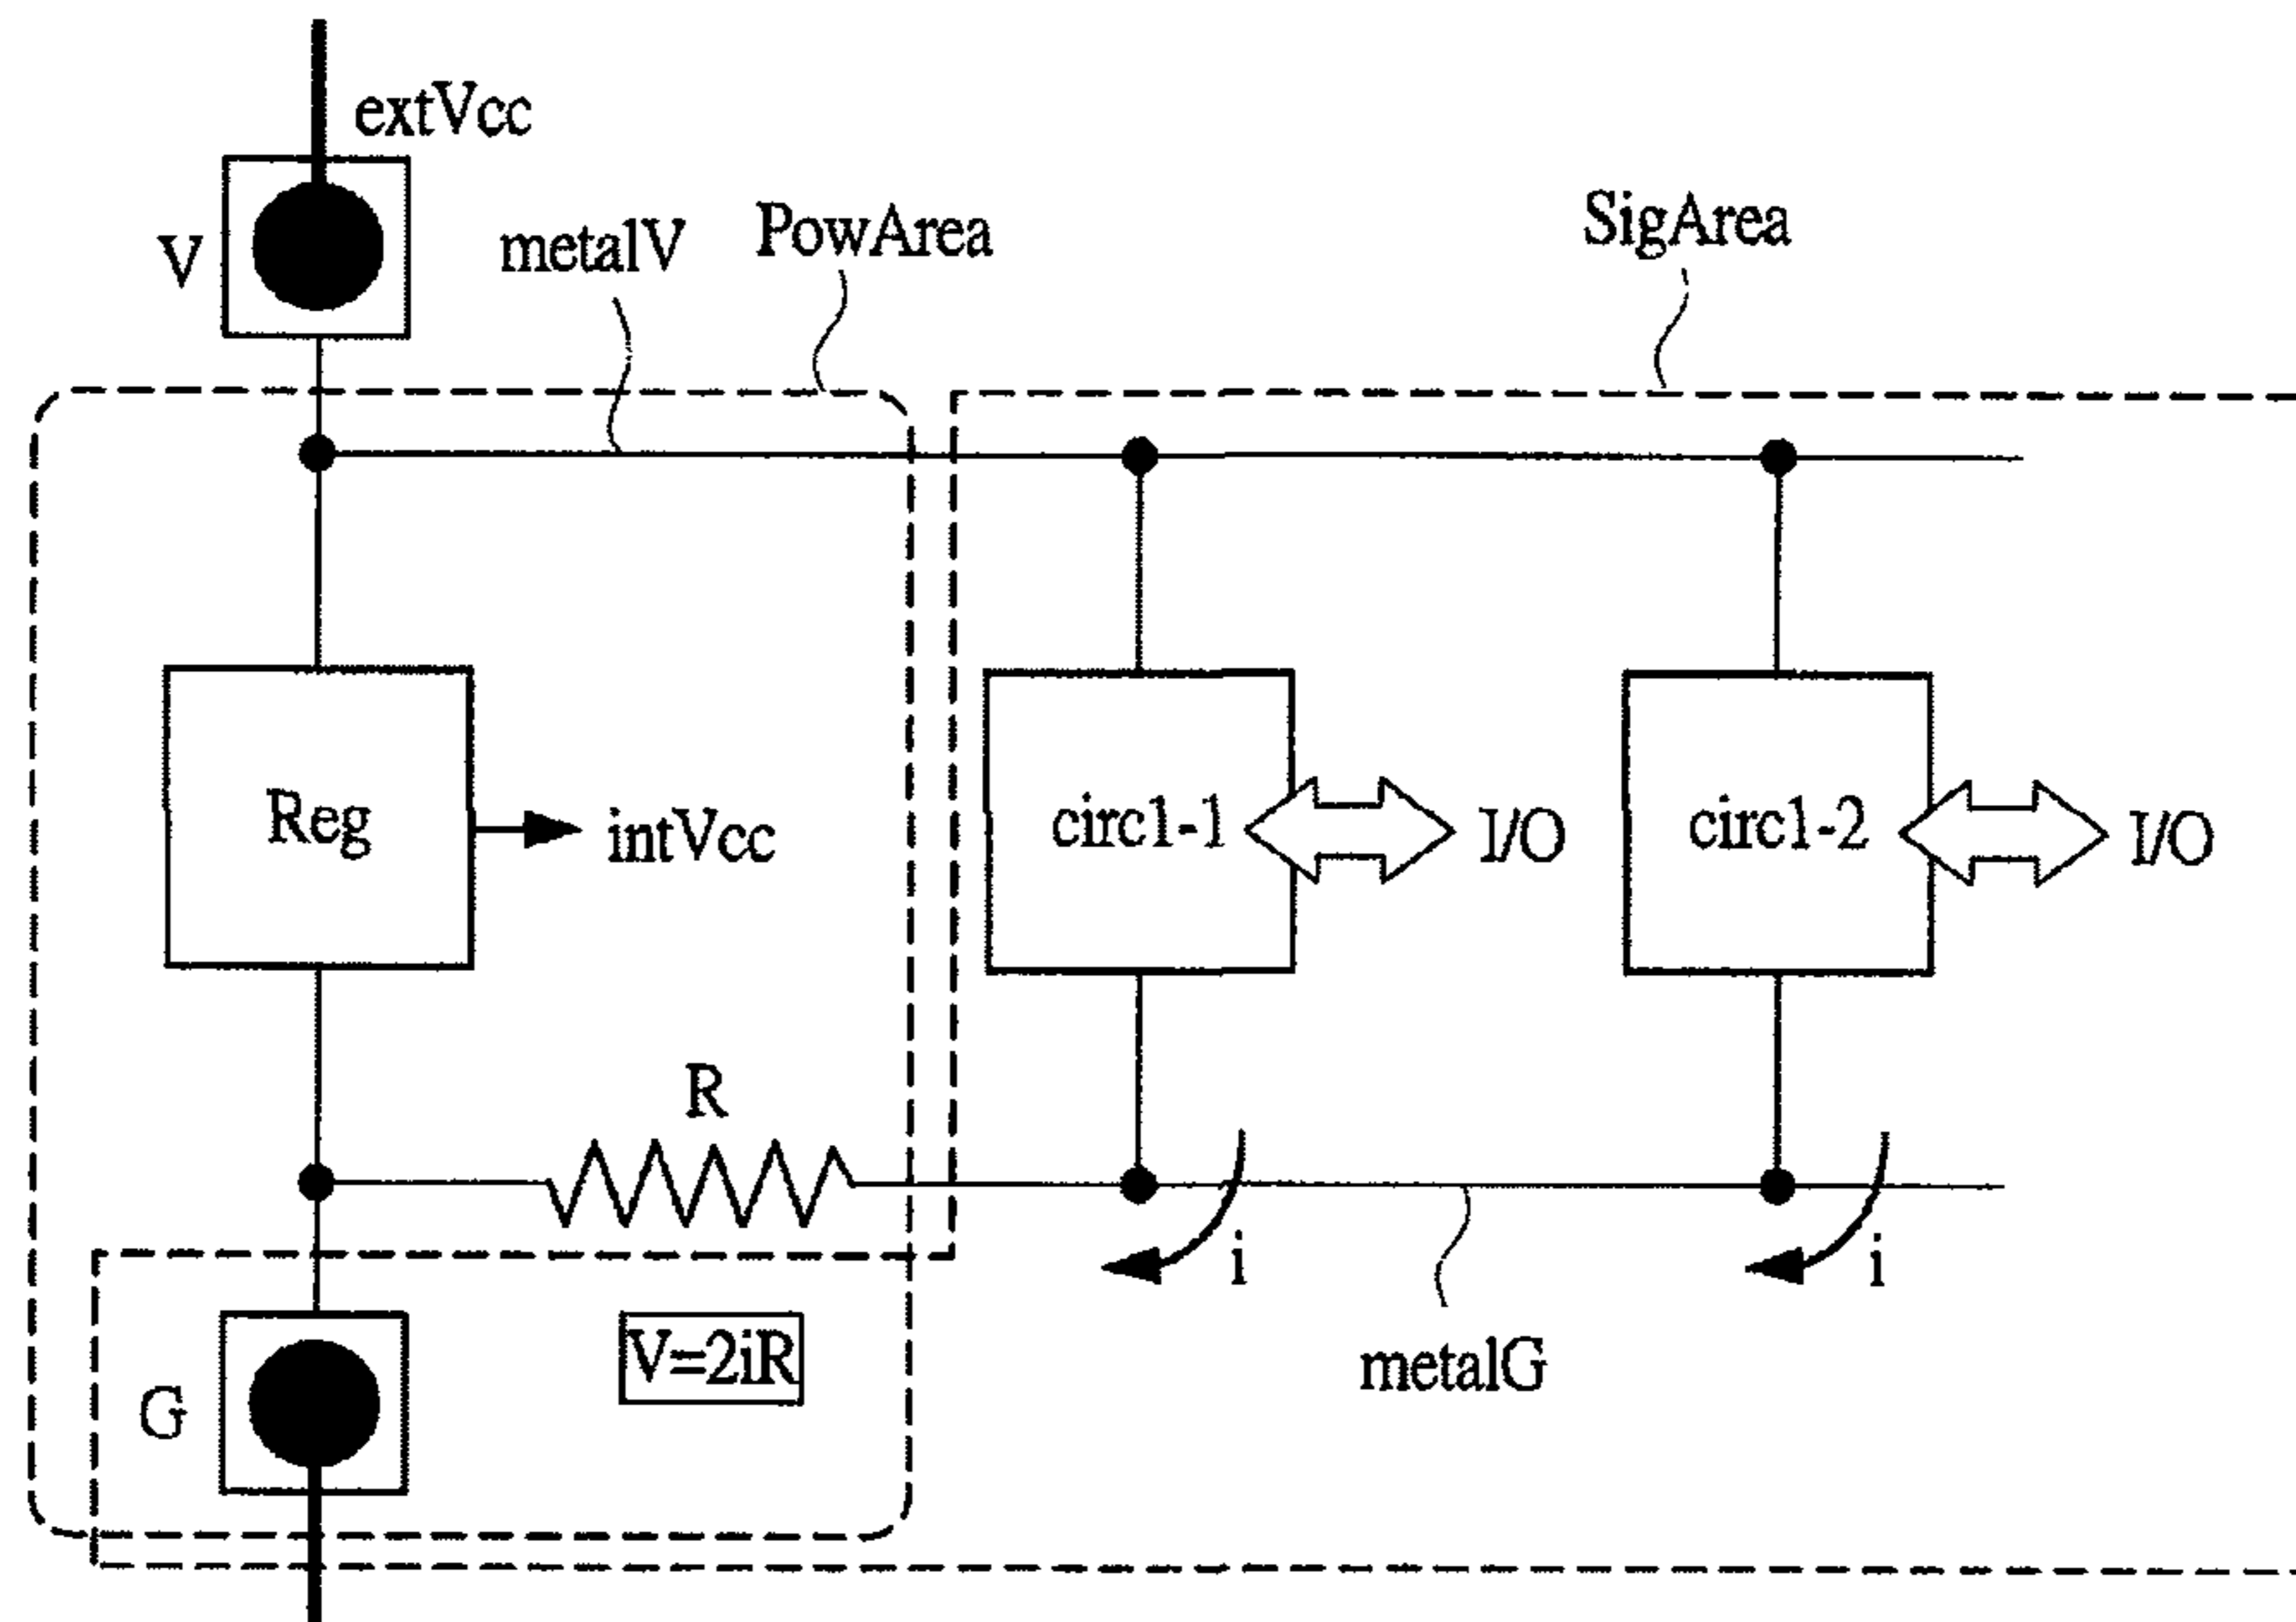 extVcc
V
metalV
PowArea
SigArea
Reg
intVcc
circ1-1
I/O
circ1-2
I/O
R
i
i
G
V=2iR
metalG